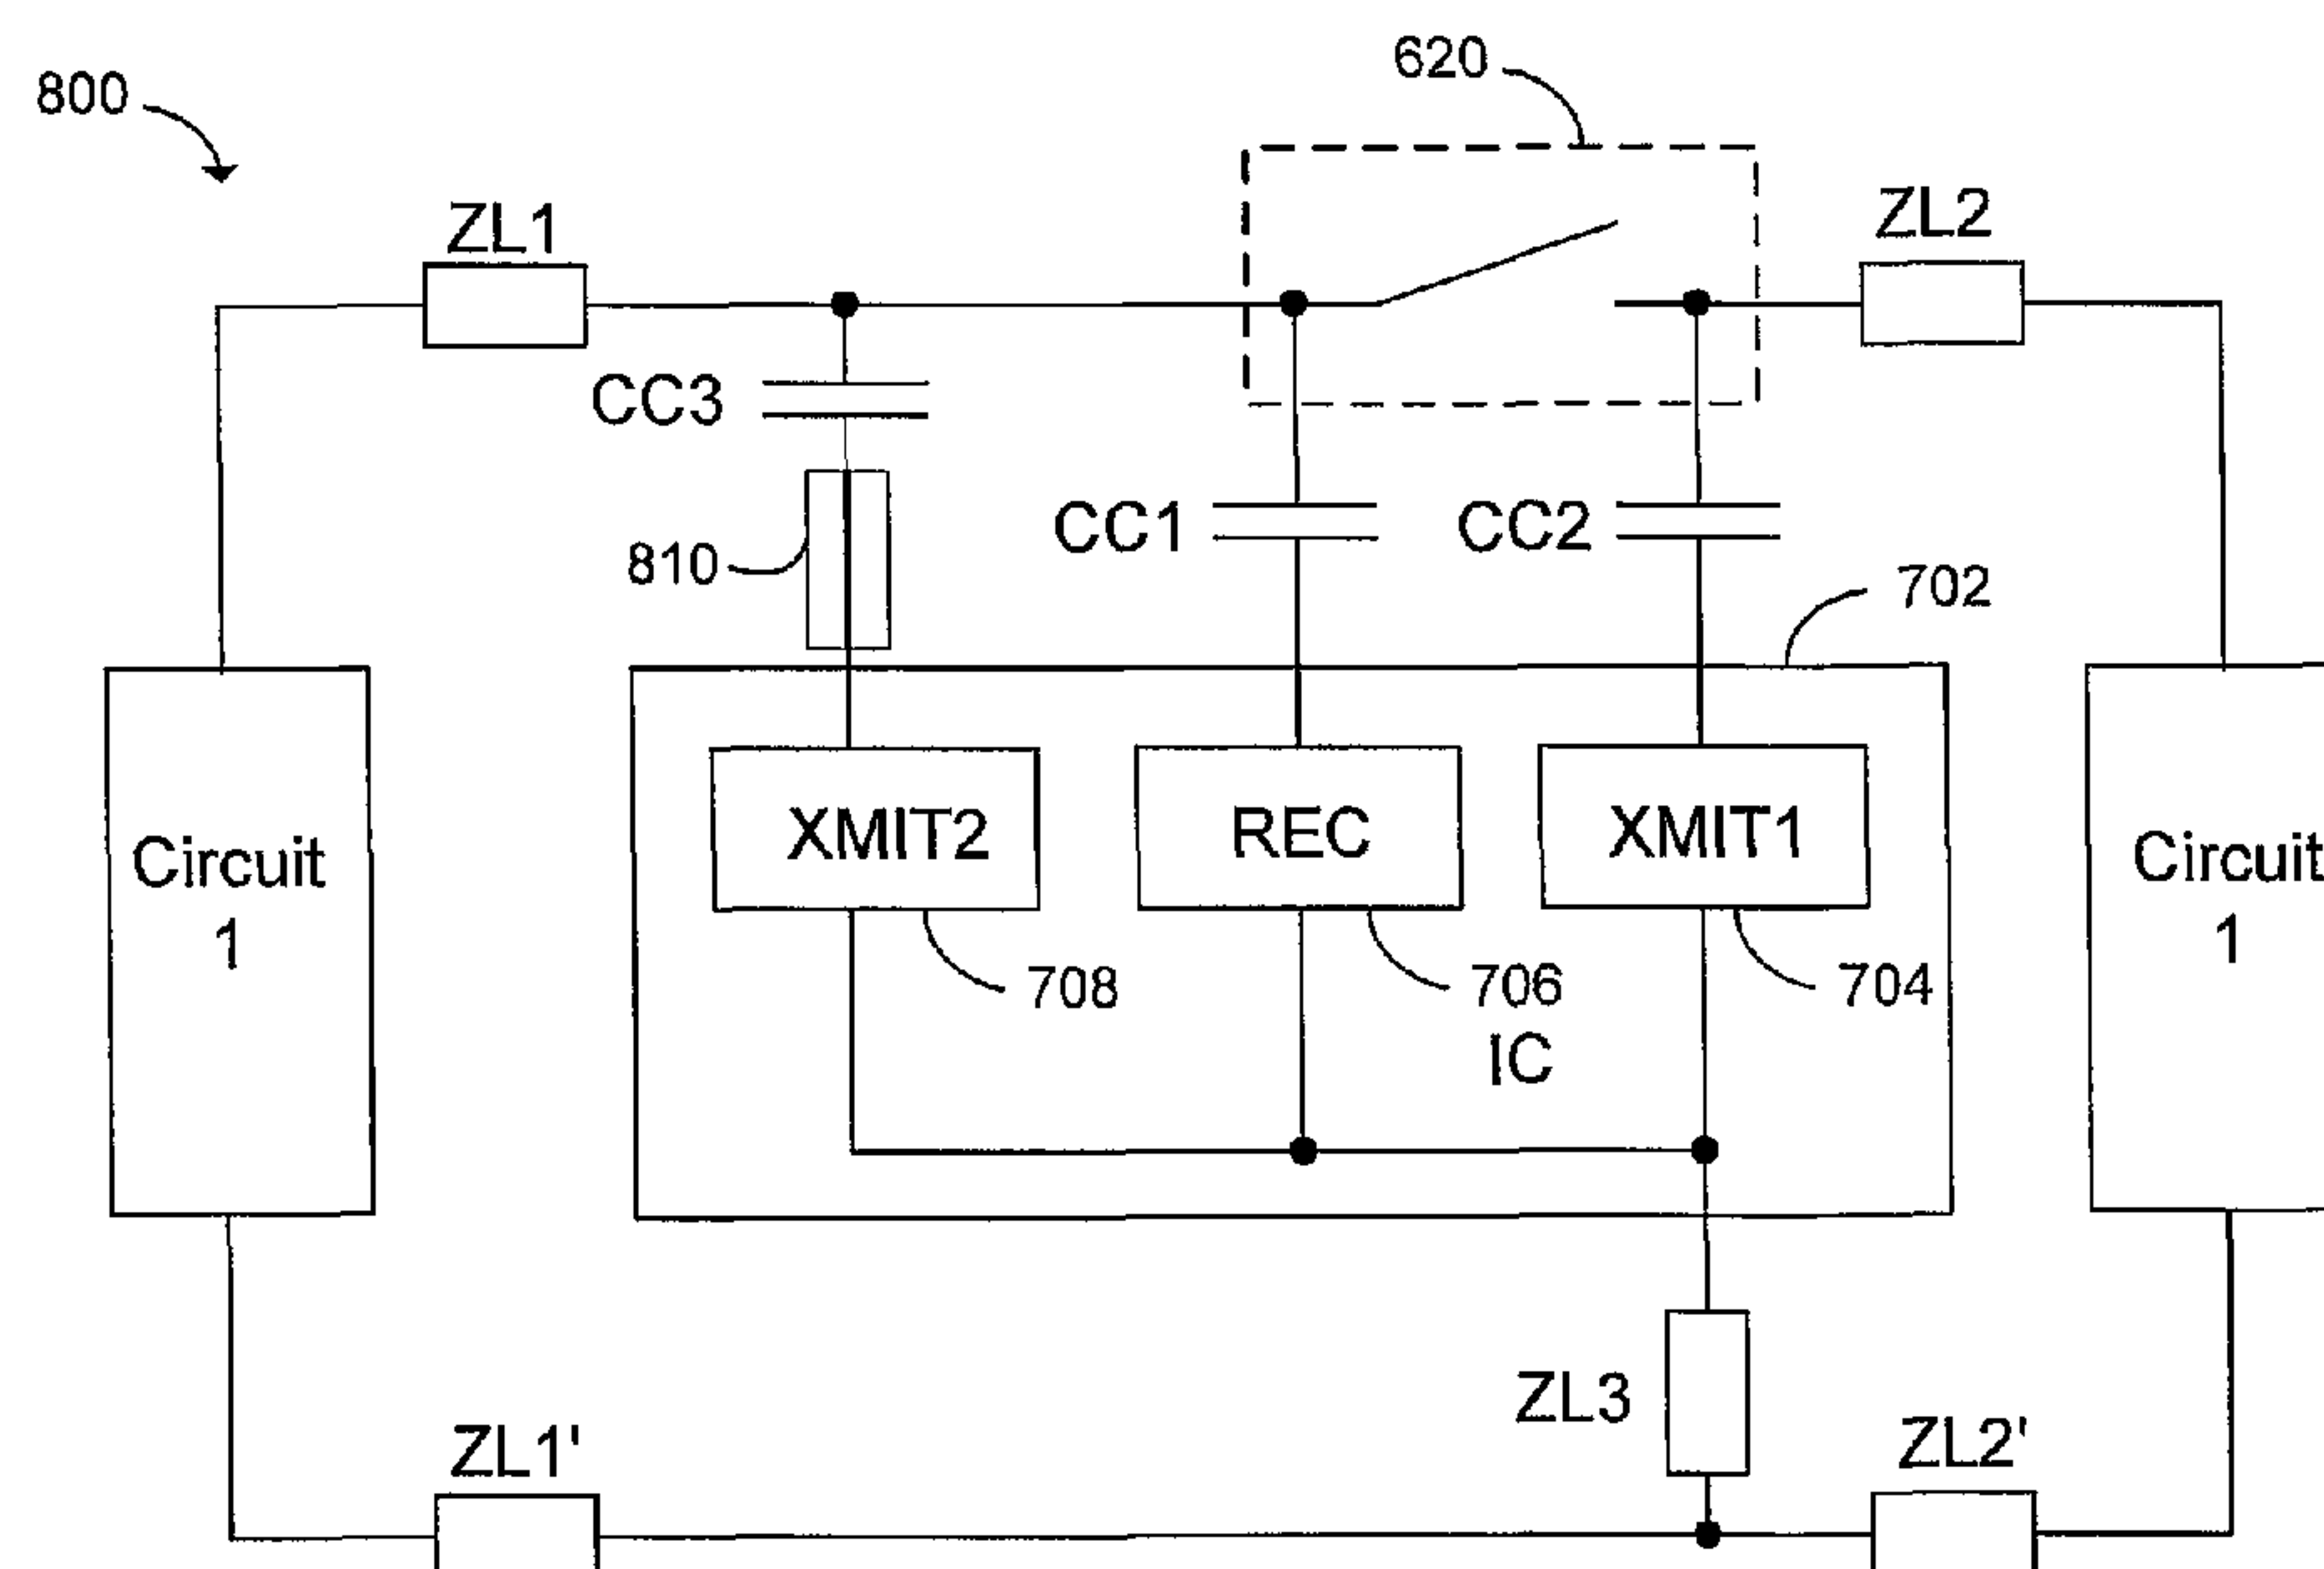 620
800
ZL1
ZL2
CC3
CC1
CC2
810
702
XMIT2
REC
XMIT1
Circuit
1
Circuit
1
708
706
704
IC
ZL3
ZL1'
ZL2'